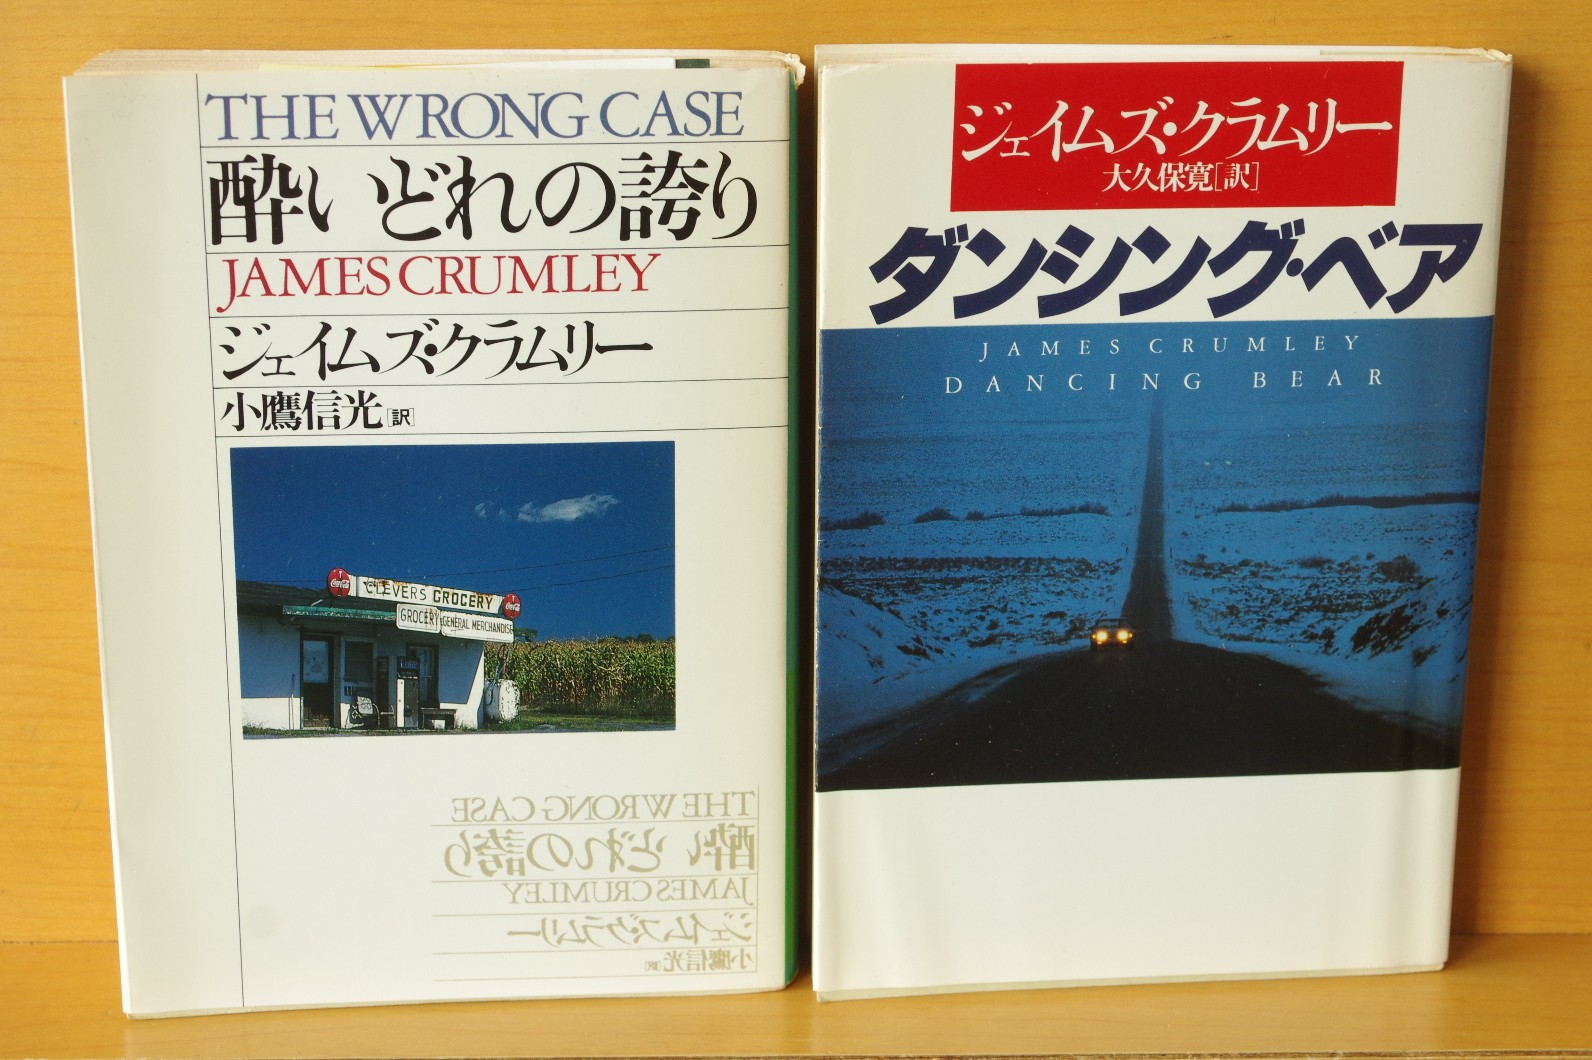 THE WRONG CASE
酔いどれの誇り
JAMES CRUMLEY
ジェイムズ・クラムリー
小鷹信光[訳]
Coca-Cola
CLEVERS GROCERY
Coca-Cola
GROCERY
GENERAL MERCHANDISE
THE WRONG CASE
酔いどれの誇り
JAMES CRUMLEY
ジェイムズ・クラムリー
小鷹信光[訳]
ジェイムズ・クラムリー
大久保寛[訳]
ダンシング・ベア
JAMES CRUMLEY
DANCING BEAR